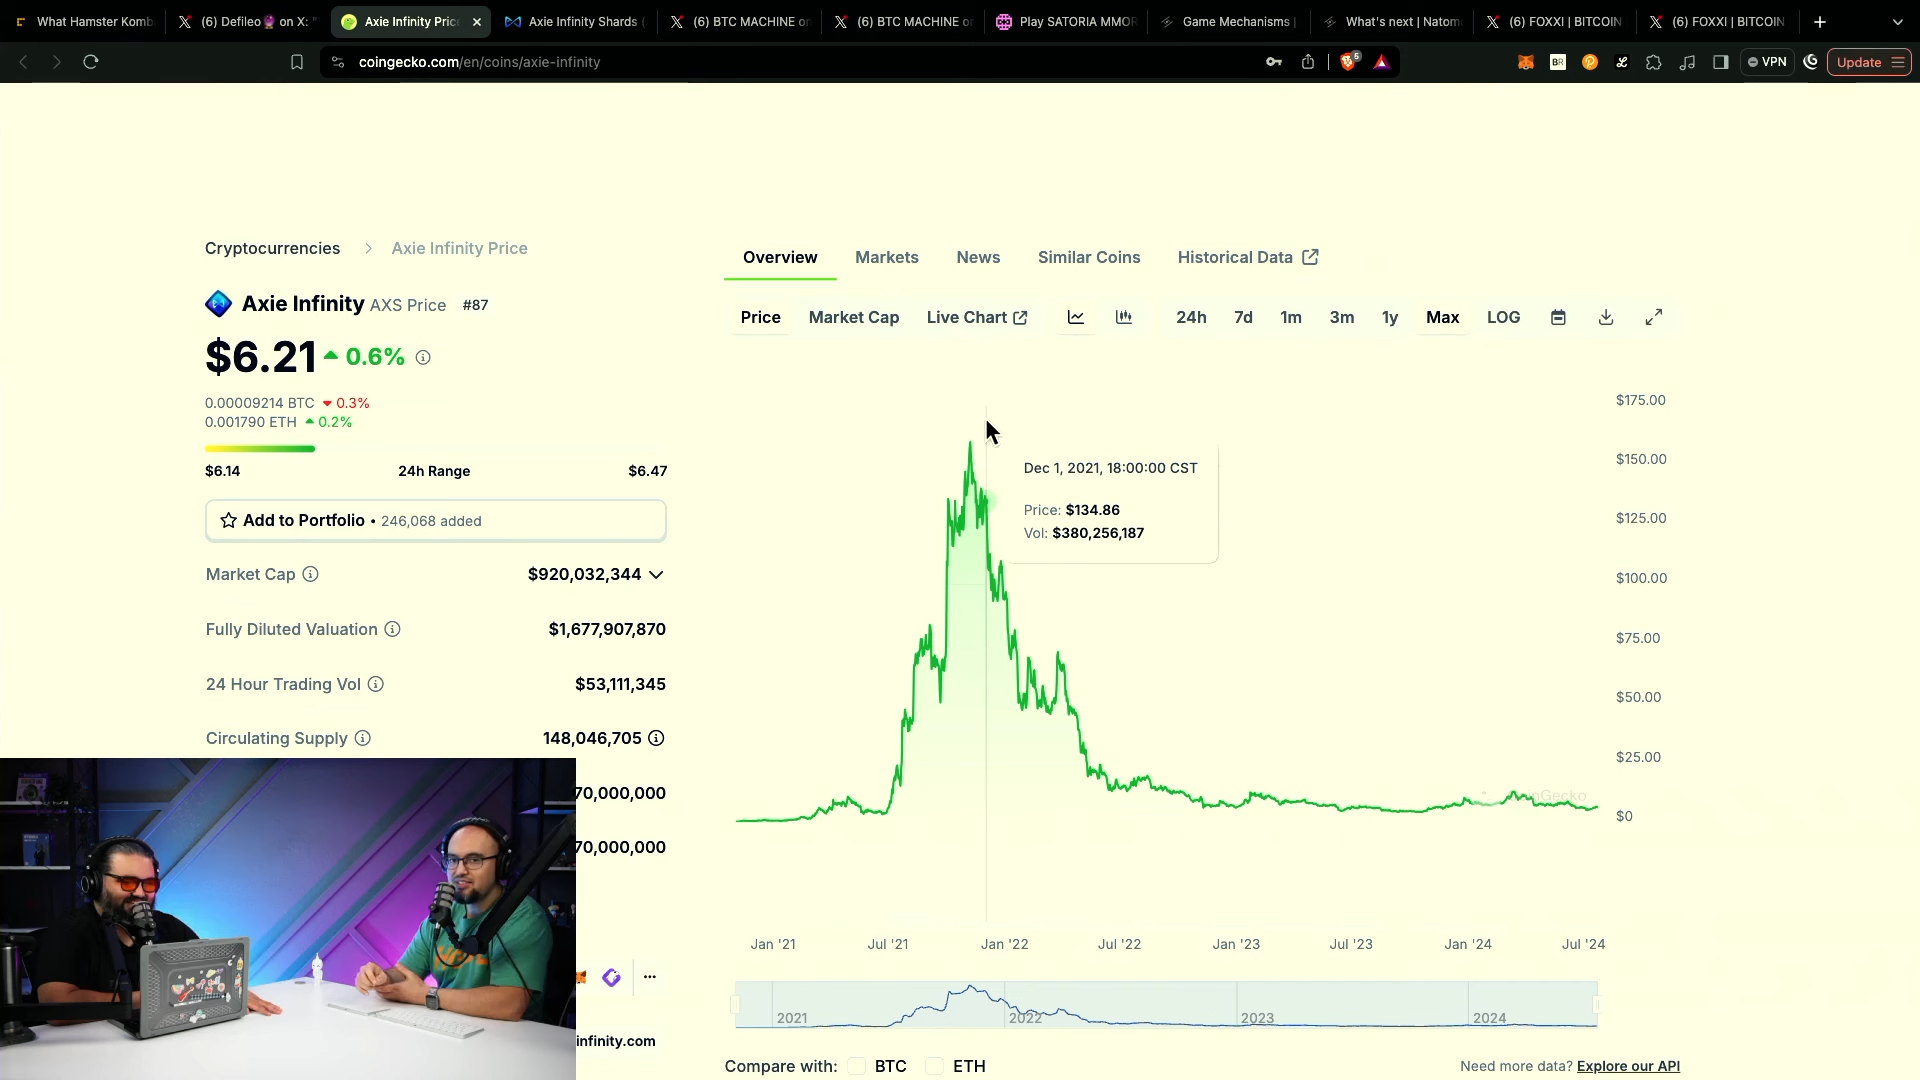 What Hamster Komb
(6) Defileo🔮 on X: "
Axie Infinity Pric
Axie Infinity Shards (
(6) BTC MACHINE on
(6) BTC MACHINE on
Play SATORIA MMOR
Game Mechanisms |
What's next | Natom
(6) FOXXI | BITCOIN
(6) FOXXI | BITCOIN
coingecko.com/en/coins/axie-infinity
5
BR
VPN
Update
Cryptocurrencies > Axie Infinity Price
Axie Infinity AXS Price #87
$6.21 0.6%
0.00009214 BTC 0.3%
0.001790 ETH 0.2%
$6.14 24h Range $6.47
Add to Portfolio • 246,068 added
Market Cap $920,032,344
Fully Diluted Valuation $1,677,907,870
24 Hour Trading Vol $53,111,345
Circulating Supply 148,046,705
70,000,000
70,000,000
infinity.com
Overview Markets News Similar Coins Historical Data
Price Market Cap Live Chart 24h 7d 1m 3m 1y Max LOG
$175.00
$150.00
$125.00
$100.00
$75.00
$50.00
$25.00
$0
Dec 1, 2021, 18:00:00 CST
Price: $134.86
Vol: $380,256,187
Jan '21 Jul '21 Jan '22 Jul '22 Jan '23 Jul '23 Jan '24 Jul '24
2021 2022 2023 2024
Compare with: BTC ETH
Need more data? Explore our API